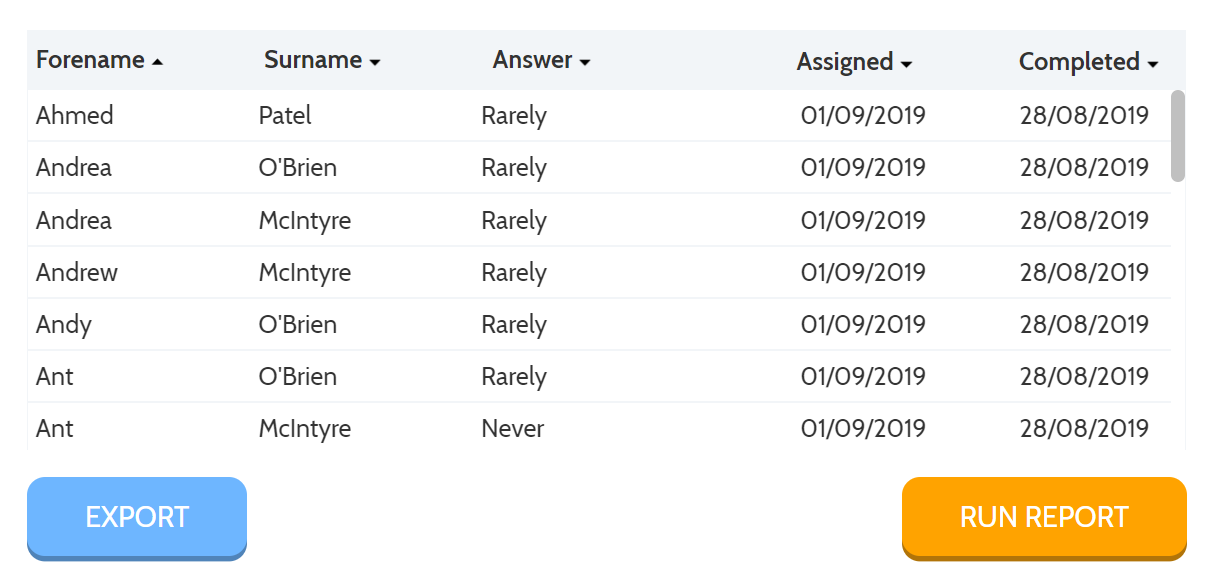 Forename Surname Answer Assigned Completed
Ahmed Patel Rarely 01/09/2019 28/08/2019
Andrea O'Brien Rarely 01/09/2019 28/08/2019
Andrea McIntyre Rarely 01/09/2019 28/08/2019
Andrew McIntyre Rarely 01/09/2019 28/08/2019
Andy O'Brien Rarely 01/09/2019 28/08/2019
Ant O'Brien Rarely 01/09/2019 28/08/2019
Ant McIntyre Never 01/09/2019 28/08/2019
EXPORT RUN REPORT